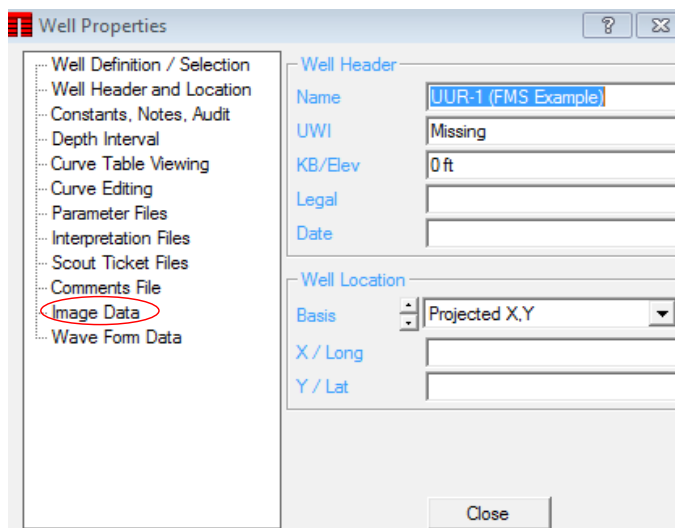 Well Properties
Well Definition / Selection
Well Header and Location
Constants, Notes, Audit
Depth Interval
Curve Table Viewing
Curve Editing
Parameter Files
Interpretation Files
Scout Ticket Files
Comments File
Image Data
Wave Form Data
Well Header
Name UUR-1 (FMS Example)
UWI Missing
KB/Elev 0 ft
Legal
Date
Well Location
Basis Projected X,Y
X / Long
Y / Lat
Close